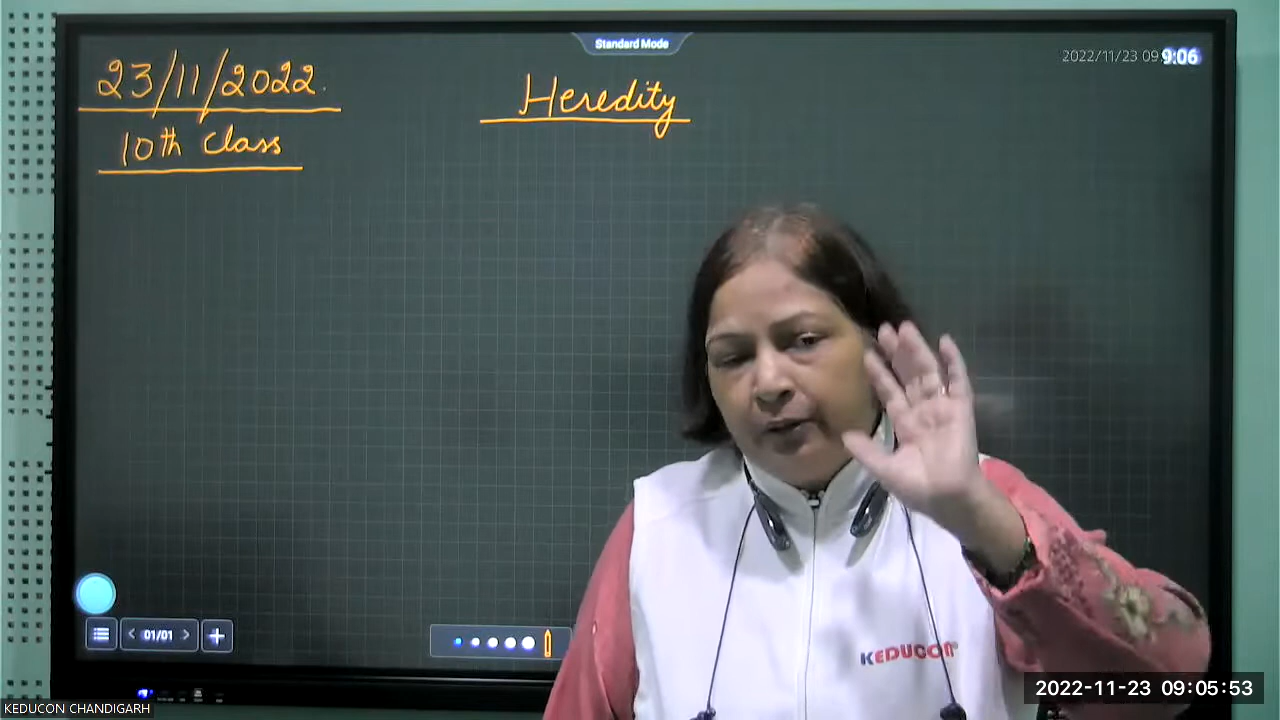 Standard Mode
23/11/2022.
Heredity
2022/11/23 09:
9:06
10th Class
01/01
KEDUCON
KEDUCON CHANDIGARH
2022-11-23 09:05:53